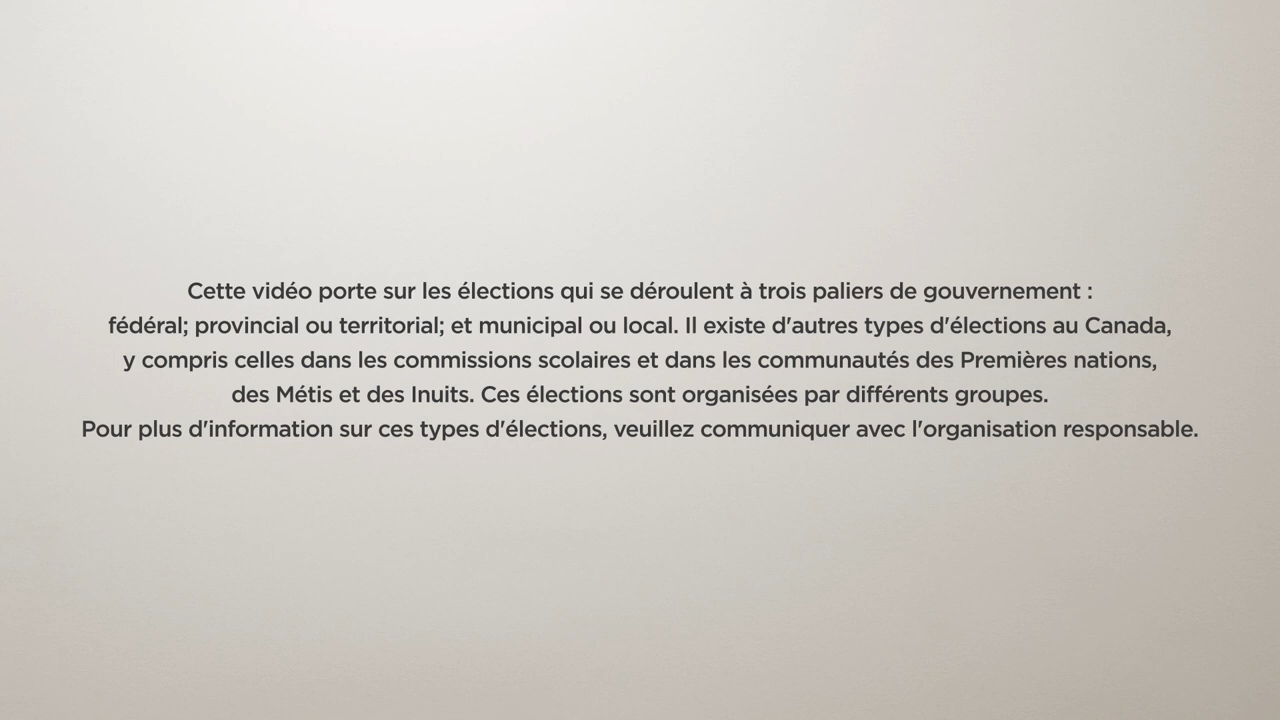 Cette vidéo porte sur les élections qui se déroulent à trois paliers de gouvernement :
fédéral; provincial ou territorial; et municipal ou local. Il existe d'autres types d'élections au Canada,
y compris celles dans les commissions scolaires et dans les communautés des Premières nations,
des Métis et des Inuits. Ces élections sont organisées par différents groupes.
Pour plus d'information sur ces types d'élections, veuillez communiquer avec l'organisation responsable.